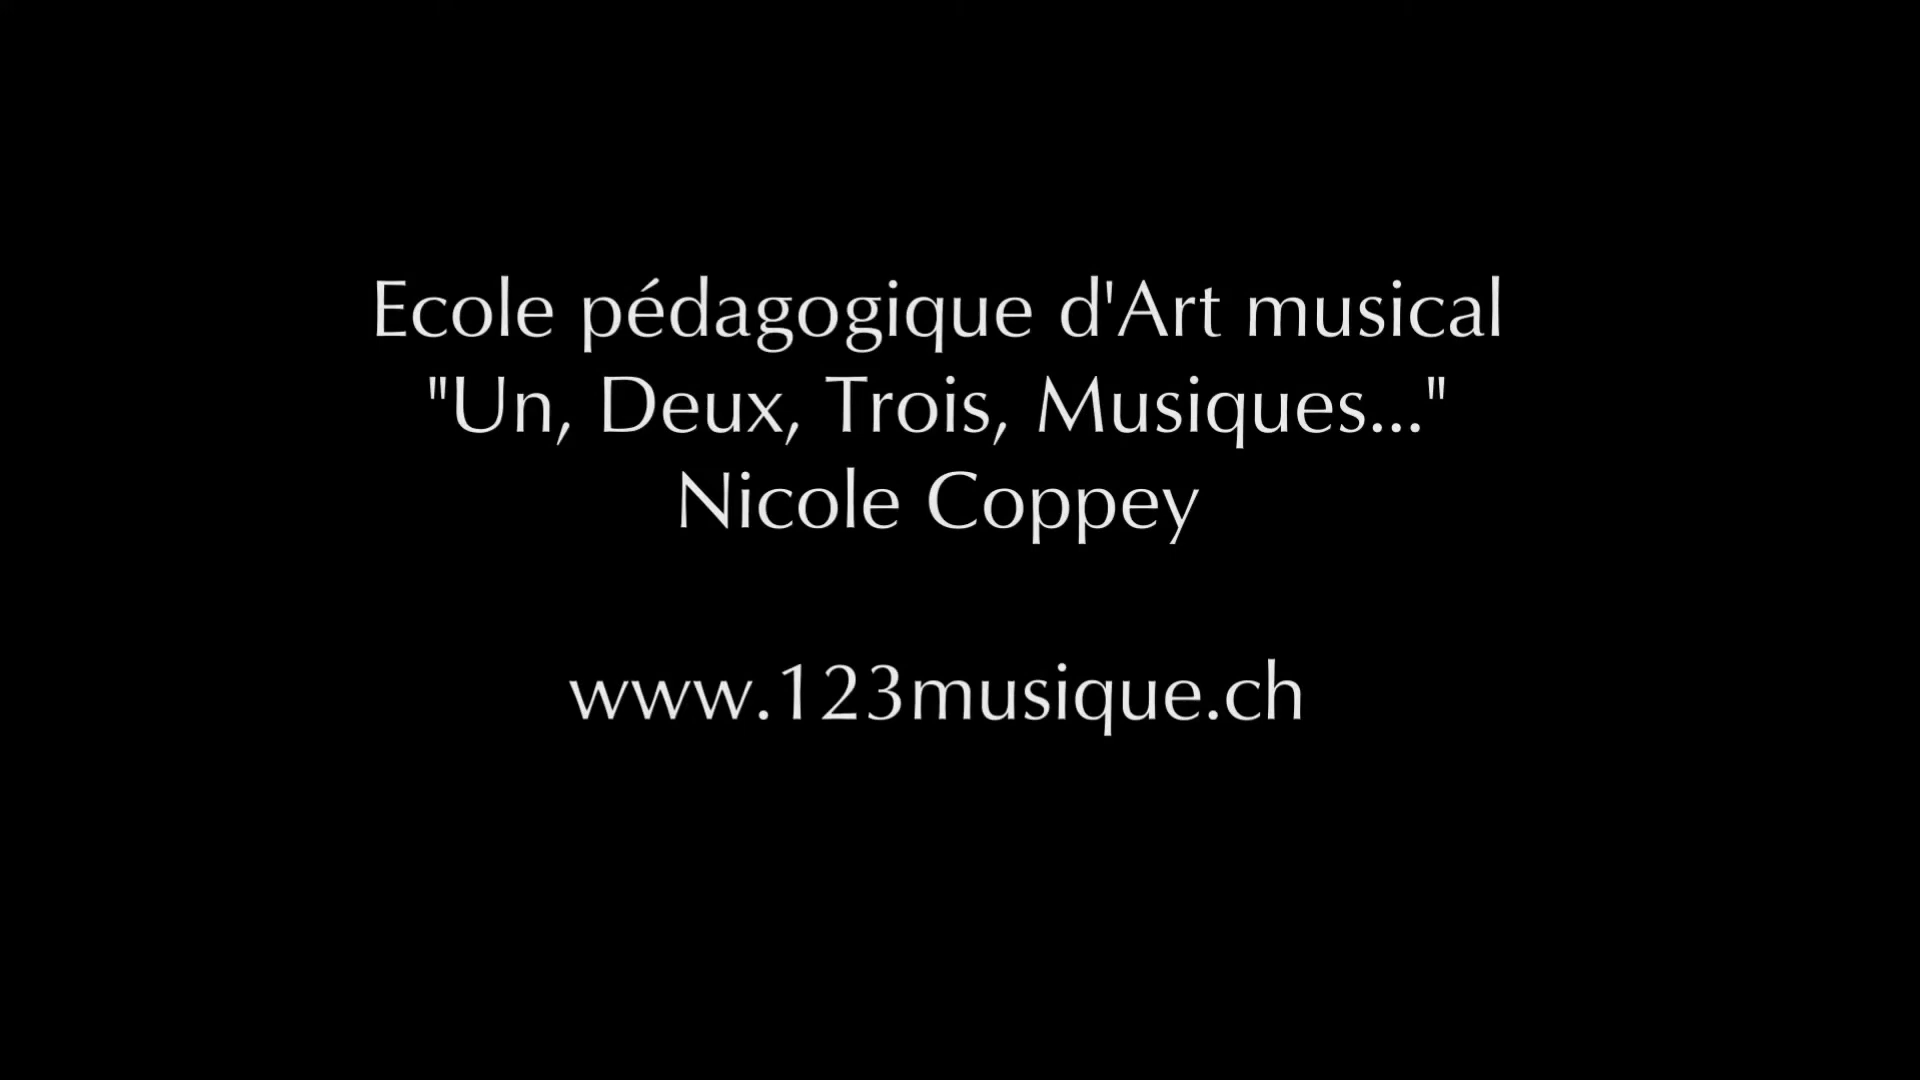 Ecole pédagogique d'Art musical
"Un, Deux, Trois, Musiques..."
Nicole Coppey
www.123musique.ch